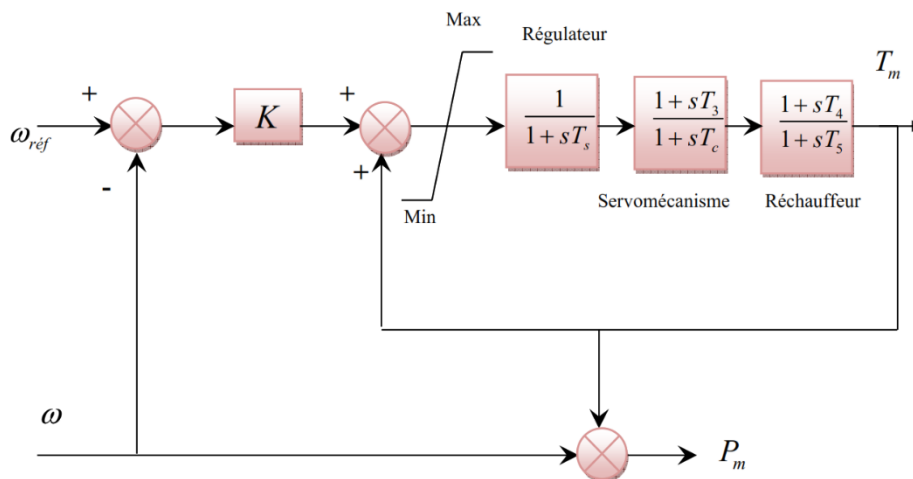 Max
Régulateur
T_m
+
K
+
1
1 + sT_s
1 + sT_3
1 + sT_c
1 + sT_4
1 + sT_5
ω_réf
-
+
Min
Servomécanisme
Réchauffeur
ω
P_m